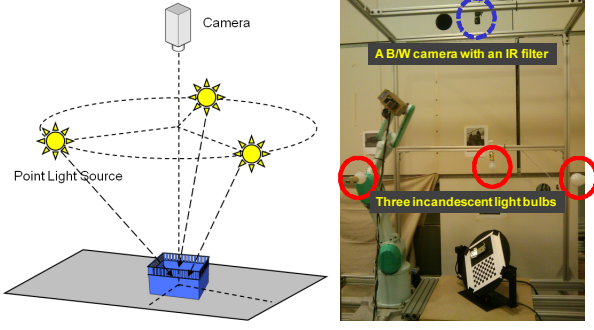 Camera
Point Light Source
A B/W camera with an IR filter
Three incandescent light bulbs